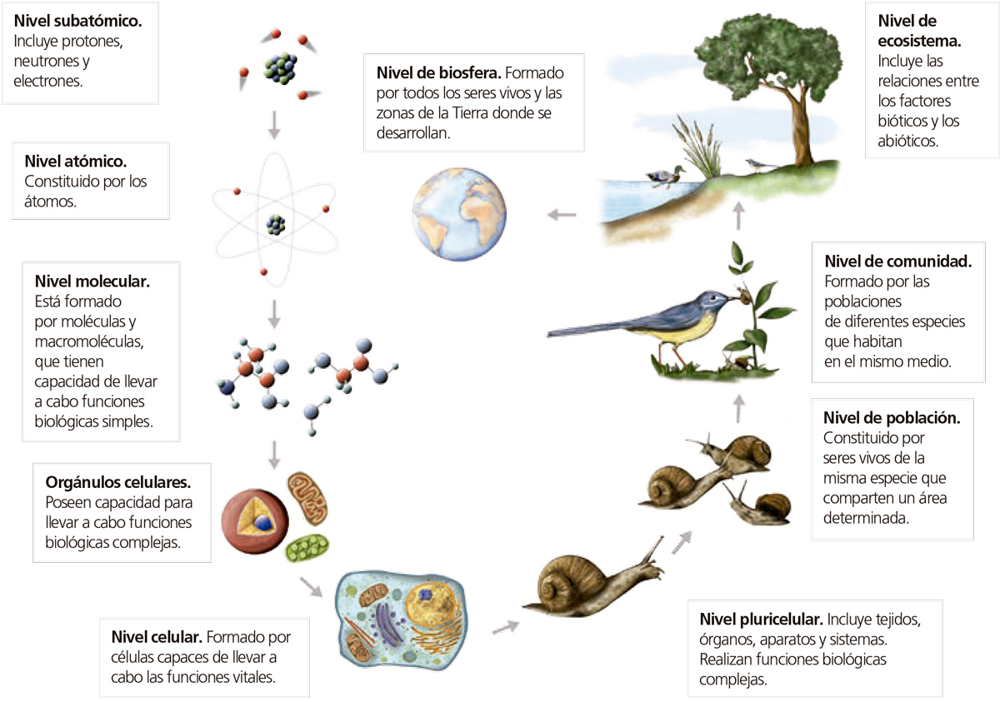 Nivel subatómico.
Incluye protones,
neutrones y
electrones.
Nivel atómico.
Constituido por los
átomos.
Nivel molecular.
Está formado
por moléculas y
macromoléculas,
que tienen
capacidad de llevar
a cabo funciones
biológicas simples.
Orgánulos celulares.
Poseen capacidad para
llevar a cabo funciones
biológicas complejas.
Nivel celular. Formado por
células capaces de llevar a
cabo las funciones vitales.
Nivel pluricelular. Incluye tejidos,
órganos, aparatos y sistemas.
Realizan funciones biológicas
complejas.
Nivel de población.
Constituido por
seres vivos de la
misma especie que
comparten un área
determinada.
Nivel de comunidad.
Formado por las
poblaciones
de diferentes especies
que habitan
en el mismo medio.
Nivel de
ecosistema.
Incluye las
relaciones entre
los factores
bióticos y los
abióticos.
Nivel de biosfera. Formado
por todos los seres vivos y las
zonas de la Tierra donde se
desarrollan.